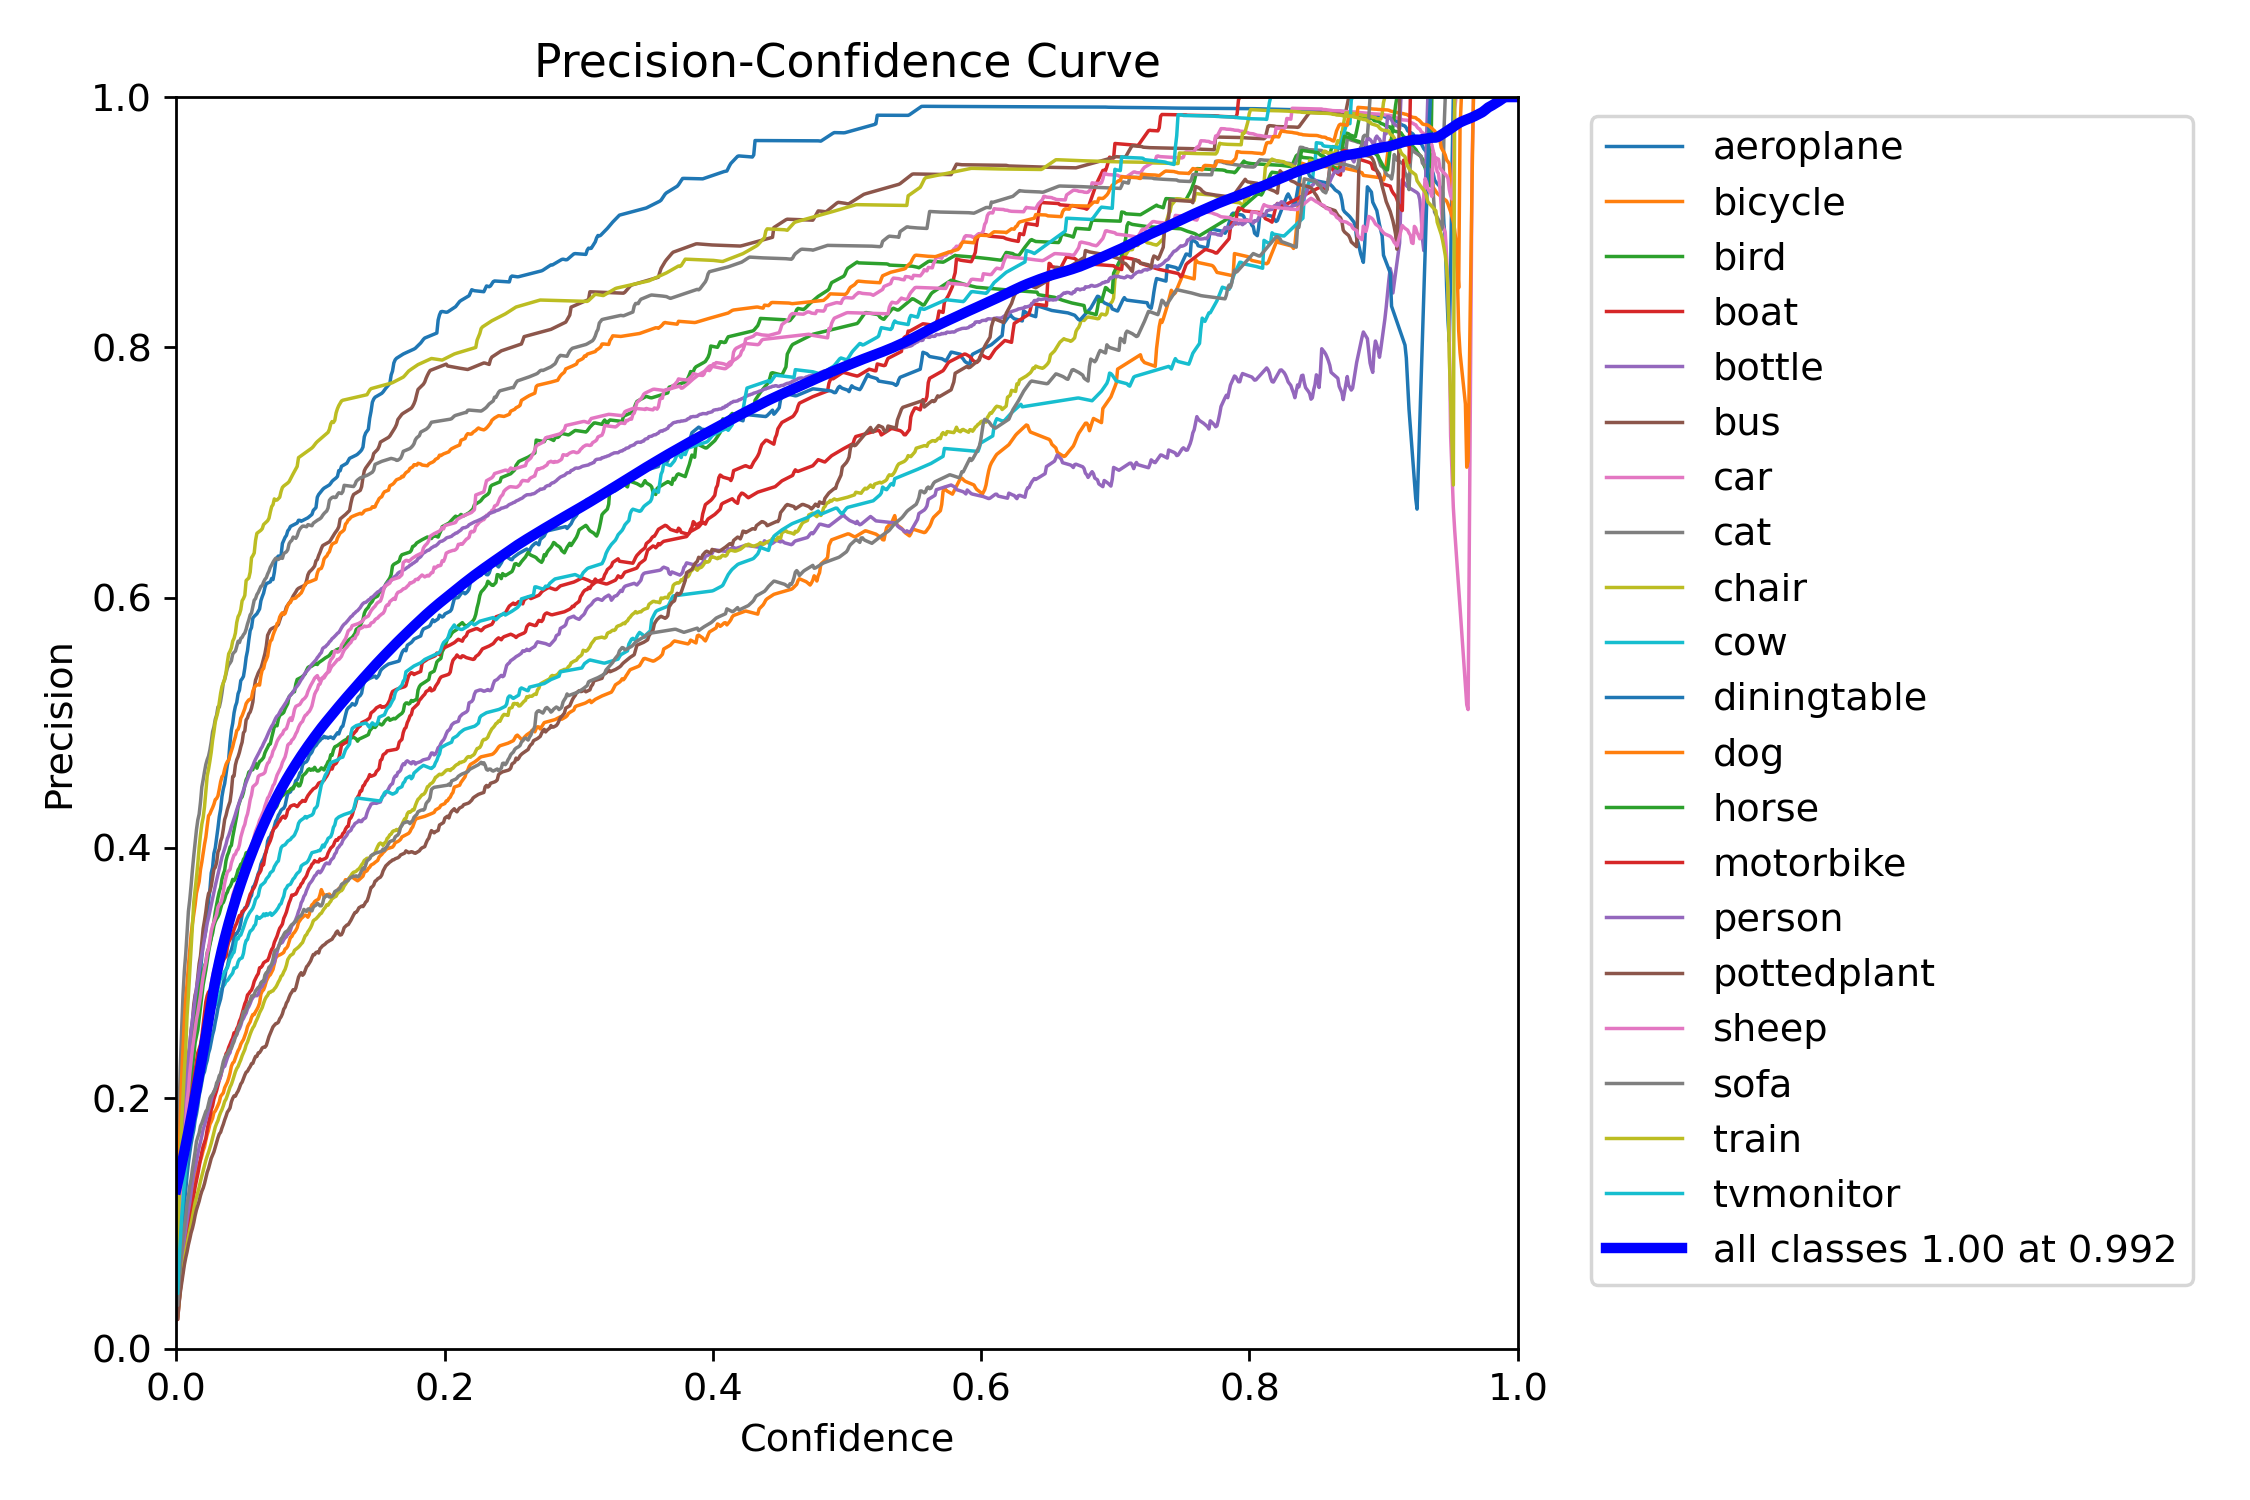 Precision-Confidence Curve
1.0
0.8
0.6
0.4
0.2
0.0
Precision
0.0 0.2 0.4 0.6 0.8 1.0
Confidence
aeroplane
bicycle
bird
boat
bottle
bus
car
cat
chair
cow
diningtable
dog
horse
motorbike
person
pottedplant
sheep
sofa
train
tvmonitor
all classes 1.00 at 0.992